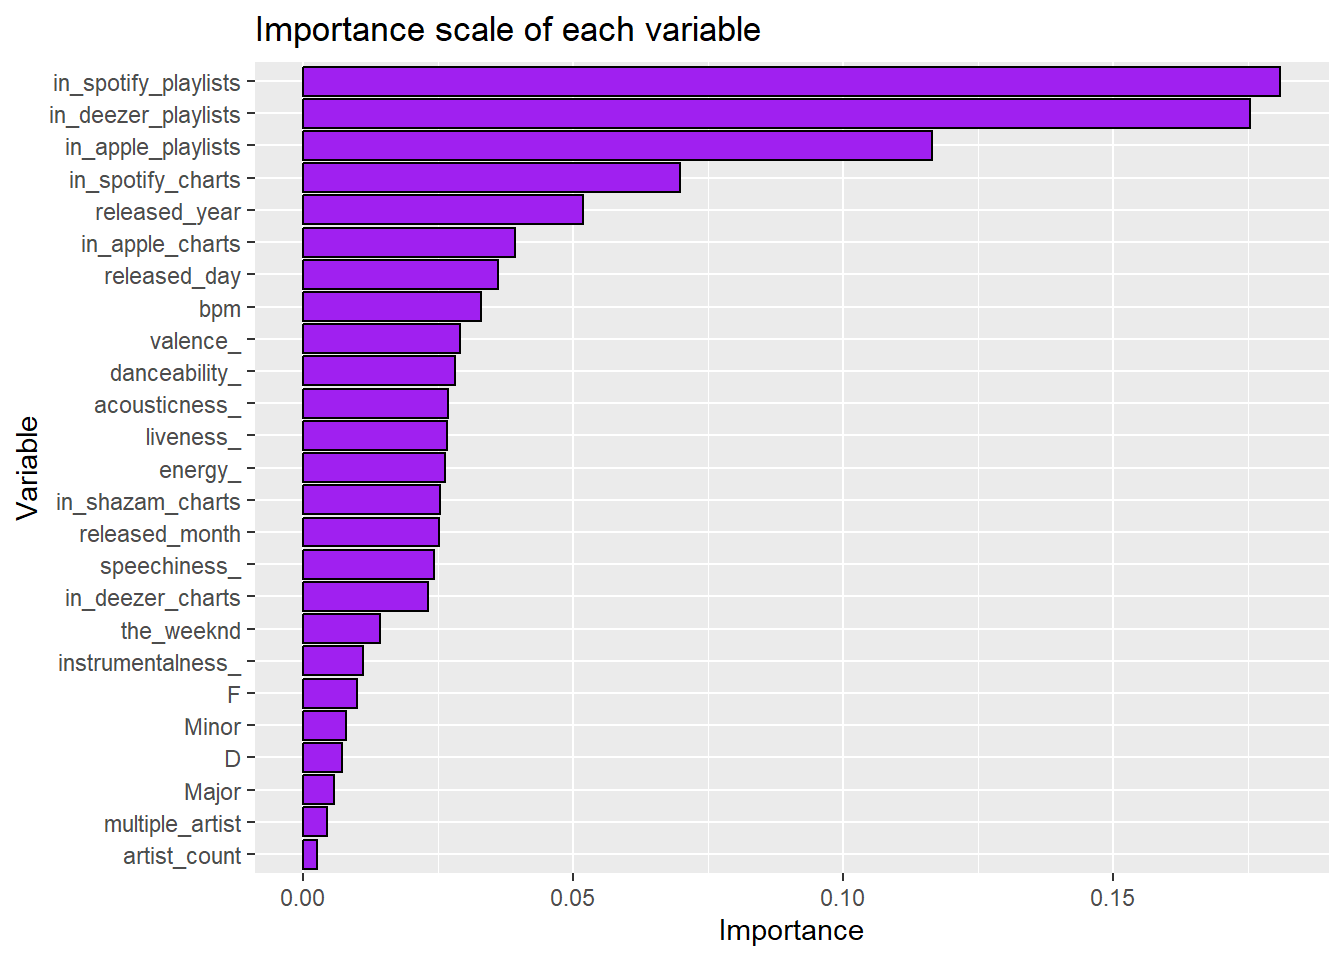 Importance scale of each variable
in_spotify_playlists
in_deezer_playlists
in_apple_playlists
in_spotify_charts
released_year
in_apple_charts
released_day
bpm
valence_
danceability_
acousticness_
liveness_
energy_
in_shazam_charts
released_month
speechiness_
in_deezer_charts
the_weeknd
instrumentalness_
F
Minor
D
Major
multiple_artist
artist_count
Variable
0.00 0.05 0.10 0.15
Importance